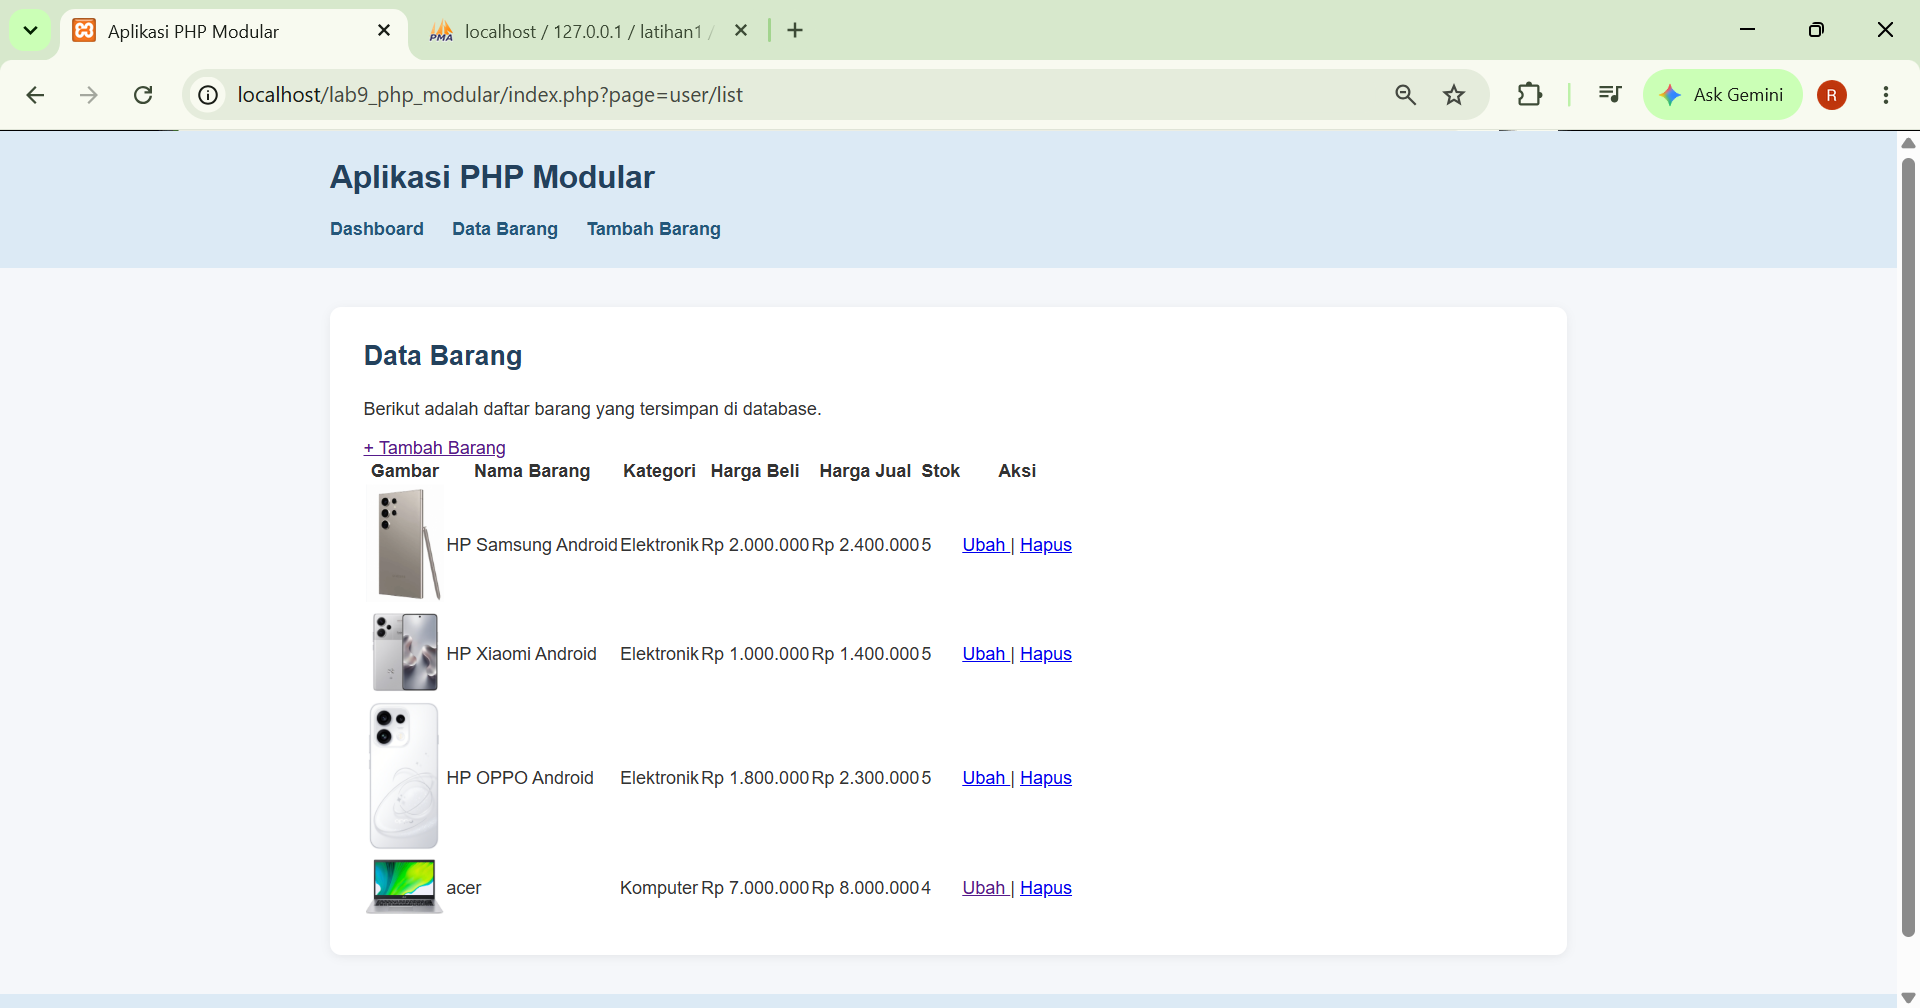 Aplikasi PHP Modular
localhost / 127.0.0.1 / latihan1 /
localhost/lab9_php_modular/index.php?page=user/list
Ask Gemini
R
Aplikasi PHP Modular
Dashboard Data Barang Tambah Barang
Data Barang
Berikut adalah daftar barang yang tersimpan di database.
+ Tambah Barang
Gambar Nama Barang Kategori Harga Beli Harga Jual Stok Aksi
HP Samsung Android Elektronik Rp 2.000.000 Rp 2.400.000 5 Ubah | Hapus
HP Xiaomi Android Elektronik Rp 1.000.000 Rp 1.400.000 5 Ubah | Hapus
HP OPPO Android Elektronik Rp 1.800.000 Rp 2.300.000 5 Ubah | Hapus
acer Komputer Rp 7.000.000 Rp 8.000.000 4 Ubah | Hapus